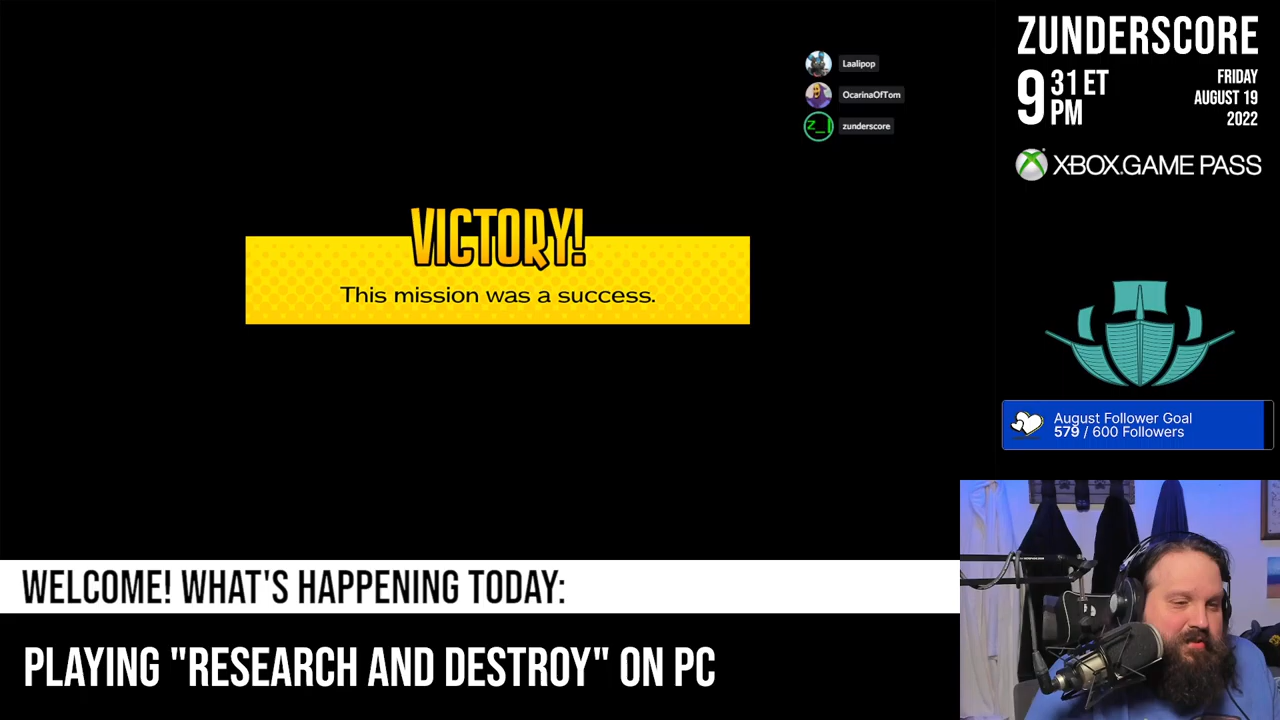 Laalipop
OcarinaOfTom
z_
zunderscore
VICTORY!
This mission was a success.
ZUNDERSCORE
9 31 ET
PM
FRIDAY
AUGUST 19
2022
XBOX GAME PASS
August Follower Goal
579 / 600 Followers
WELCOME! WHAT'S HAPPENING TODAY:
PLAYING "RESEARCH AND DESTROY" ON PC